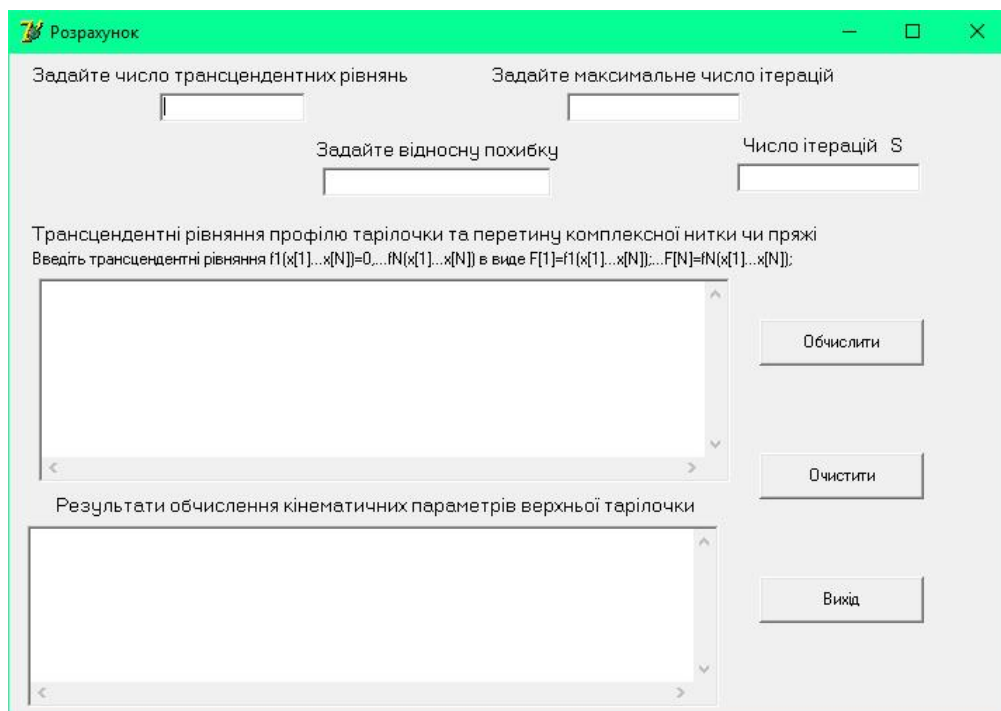 Розрахунок
Задайте число трансцендентних рівнянь
Задайте максимальне число ітерацій
Задайте відносну похибку
Число ітерацій S
Трансцендентні рівняння профілю тарілочки та перетину комплексної нитки чи пряжі
Введіть трансцендентні рівняння f1(x[1]...x[N])=0,...fN(x[1]...x[N]) в виде F[1]=f1(x[1]...x[N]);...F[N]=fN(x[1]...x[N]);
Обчислити
Очистити
Результати обчислення кінематичних параметрів верхньої тарілочки
Вихід